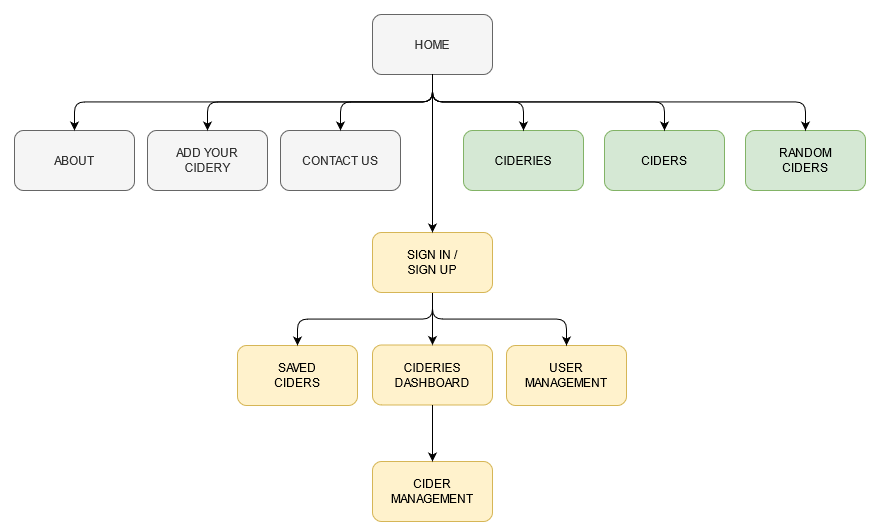 HOME
ABOUT
ADD YOUR
CIDERY
CONTACT US
CIDERIES
CIDERS
RANDOM
CIDERS
SIGN IN /
SIGN UP
SAVED
CIDERS
CIDERIES
DASHBOARD
USER
MANAGEMENT
CIDER
MANAGEMENT